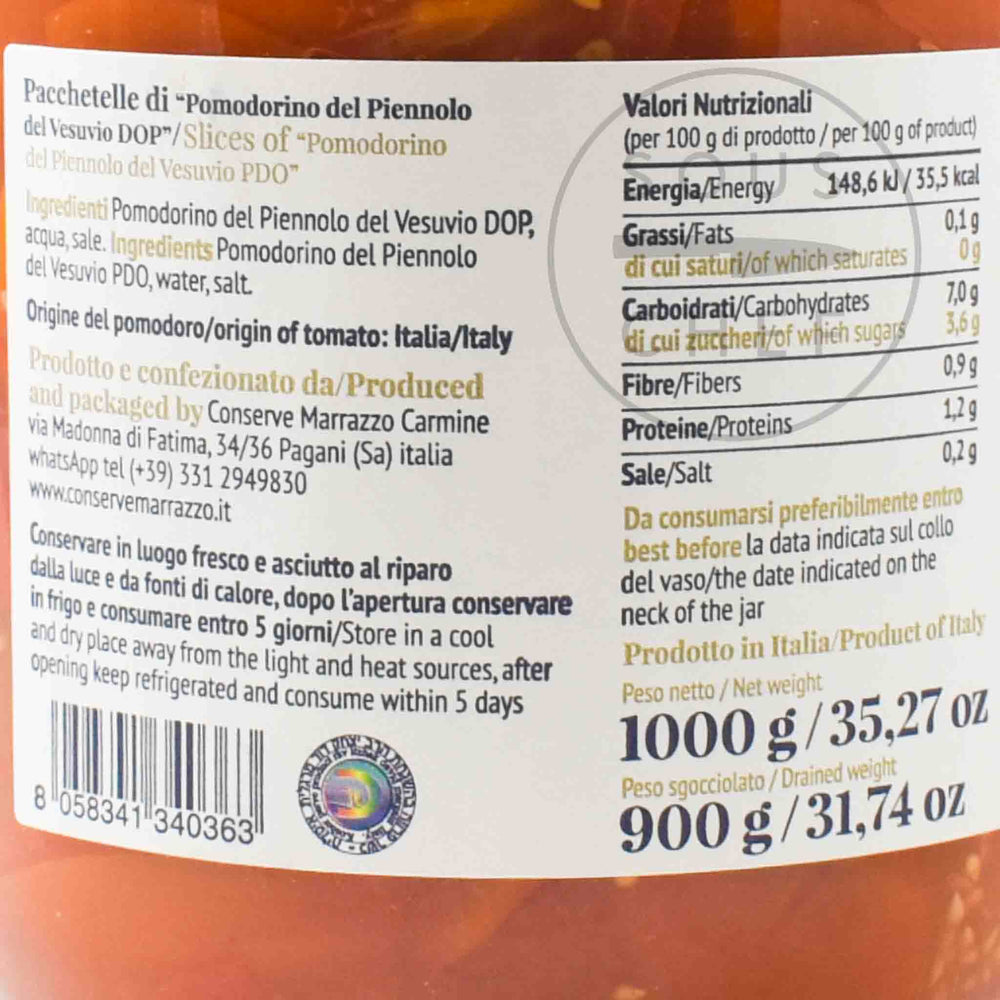 Pacchetelle di "Pomodorino del Piennolo
del Vesuvio DOP"/Slices of "Pomodorino
del Piennolo del Vesuvio PDO"
Ingredienti Pomodorino del Piennolo del Vesuvio DOP,
acqua, sale. Ingredients Pomodorino del Piennolo
del Vesuvio PDO, water, salt.
Origine del pomodoro/origin of tomato: Italia/Italy
Prodotto e confezionato da/Produced
and packaged by Conserve Marrazzo Carmine
via Madonna di Fatima, 34/36 Pagani (Sa) italia
whatsApp tel (+39) 331 2949830
www.conservemarrazzo.it
Conservare in luogo fresco e asciutto al riparo
dalla luce e da fonti di calore, dopo l'apertura conservare
in frigo e consumare entro 5 giorni/Store in a cool
and dry place away from the light and heat sources, after
opening keep refrigerated and consume within 5 days
8 058341 340363
Valori Nutrizionali
(per 100 g di prodotto / per 100 g of product)
Energia/Energy 148,6 kJ / 35,5 kcal
Grassi/Fats 0,1 g
di cui saturi/of which saturates 0 g
Carboidrati/Carbohydrates 7,0 g
di cui zuccheri/of which sugars 3,6 g
Fibre/Fibers 0,9 g
Proteine/Proteins 1,2 g
Sale/Salt 0,2 g
Da consumarsi preferibilmente entro
best before la data indicata sul collo
del vaso/the date indicated on the
neck of the jar
Prodotto in Italia/Product of Italy
Peso netto / Net weight
1000 g / 35,27 oz
Peso sgocciolato / Drained weight
900 g / 31,74 oz
SOUS
CHEF